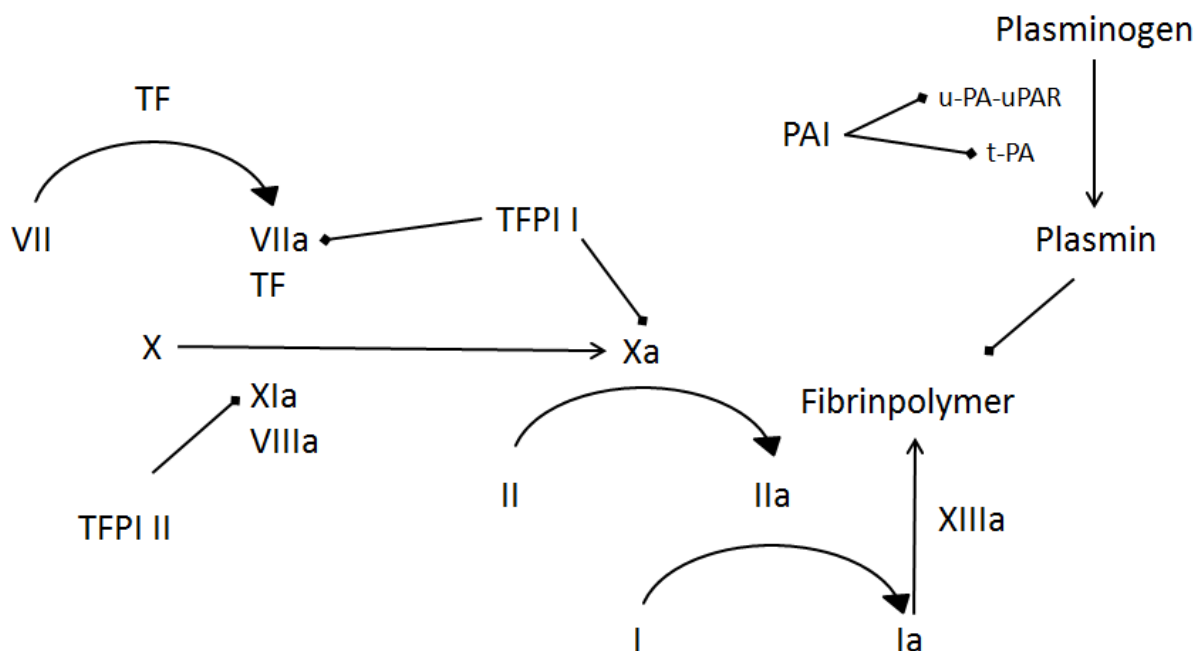 Plasminogen
TF
u-PA-uPAR
PAI
t-PA
VII
VIIa
TFPI I
Plasmin
TF
X
Xa
XIa
Fibrinpolymer
VIIIa
II
IIa
TFPI II
XIIIa
I
Ia